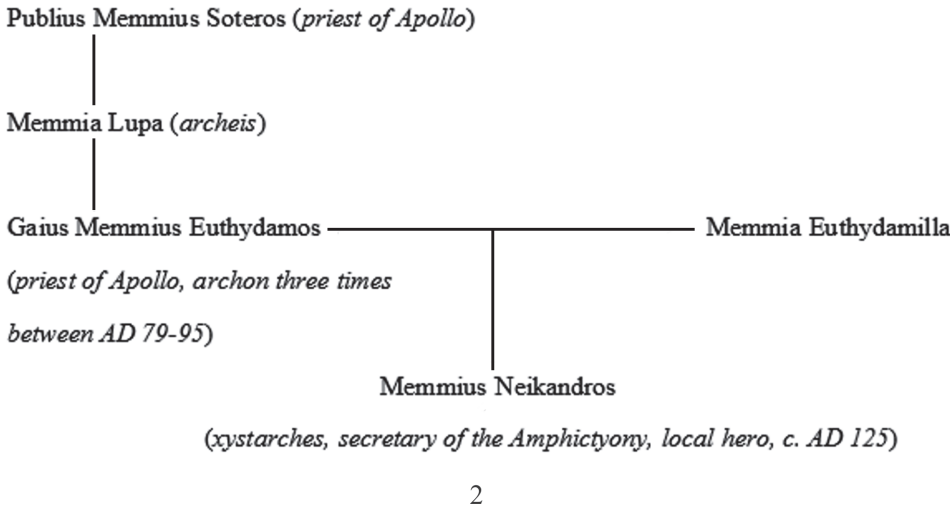 Publius Memmius Soteros (priest of Apollo)
Memmia Lupa (archeis)
Gaius Memmius Euthydamos
Memmia Euthydamilla
(priest of Apollo, archon three times
between AD 79-95)
Memmius Neikandros
(xystarches, secretary of the Amphictyony, local hero, c. AD 125)
2